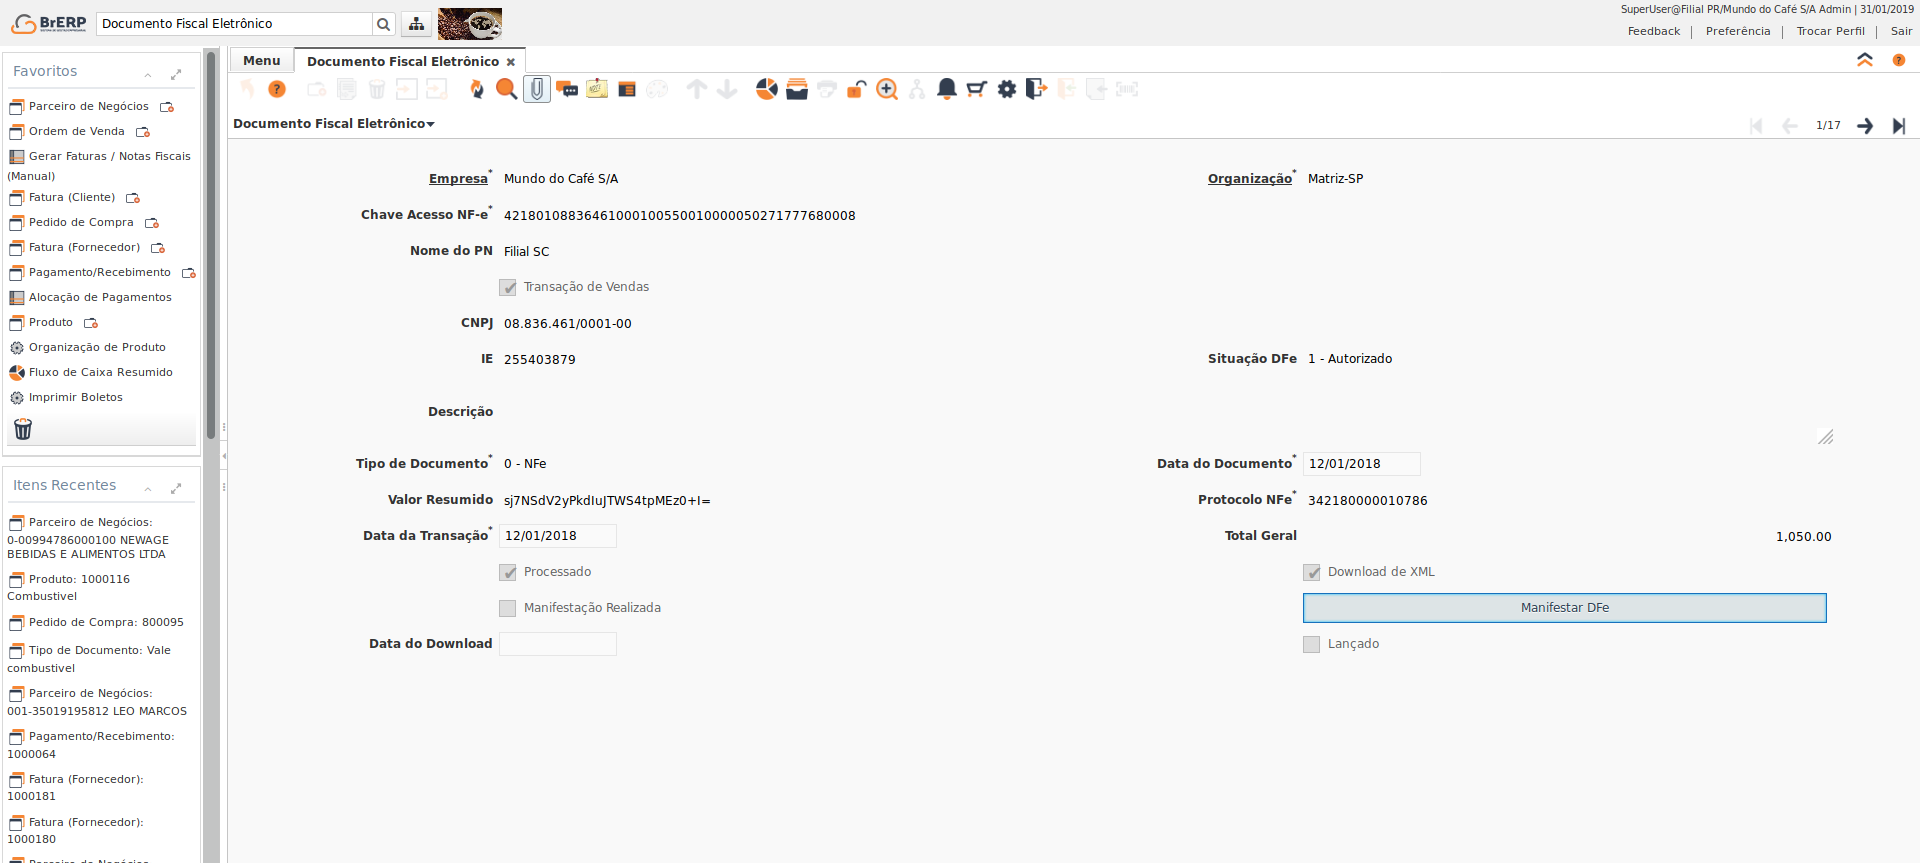 BrERP
Documento Fiscal Eletrônico
SuperUser@Filial PR/Mundo do Café S/A Admin | 31/01/2019
Feedback | Preferência | Trocar Perfil | Sair
Favoritos
Parceiro de Negócios
Ordem de Venda
Gerar Faturas / Notas Fiscais
(Manual)
Fatura (Cliente)
Pedido de Compra
Fatura (Fornecedor)
Pagamento/Recebimento
Alocação de Pagamentos
Produto
Organização de Produto
Fluxo de Caixa Resumido
Imprimir Boletos
Itens Recentes
Parceiro de Negócios:
0-00994786000100 NEWAGE
BEBIDAS E ALIMENTOS LTDA
Produto: 1000116
Combustivel
Pedido de Compra: 800095
Tipo de Documento: Vale
combustivel
Parceiro de Negócios:
001-35019195812 LEO MARCOS
Pagamento/Recebimento:
1000064
Fatura (Fornecedor):
1000181
Fatura (Fornecedor):
1000180
Parceiro de Negócios
Menu
Documento Fiscal Eletrônico
Documento Fiscal Eletrônico
1/17
Empresa* Mundo do Café S/A
Organização* Matriz-SP
Chave Acesso NF-e* 42180108836461000100550010000050271777680008
Nome do PN Filial SC
Transação de Vendas
CNPJ 08.836.461/0001-00
IE 255403879
Situação DFe 1 - Autorizado
Descrição
Tipo de Documento* 0 - NFe
Data do Documento* 12/01/2018
Valor Resumido sj7NSdV2yPkdIuJTWS4tpMEz0+I=
Protocolo NFe* 342180000010786
Data da Transação* 12/01/2018
Total Geral 1,050.00
Processado
Download de XML
Manifestação Realizada
Manifestar DFe
Data do Download
Lançado